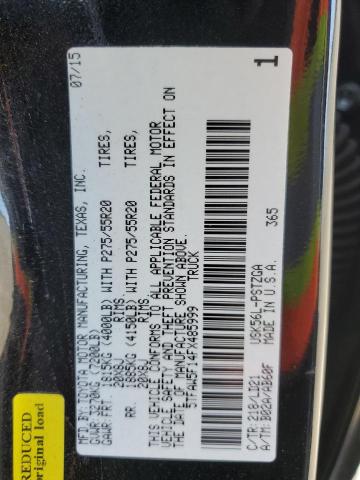 MFD BY: TOYOTA MOTOR MANUFACTURING, TEXAS, INC. 07/15
GVWR 3270KG (7200LB)
GAWR: FRT. 1815KG (4000LB) WITH P275/55R20 TIRES,
20x8J RIMS.
RR. 1885KG (4150LB) WITH P275/55R20 TIRES,
20x8J RIMS.
THIS VEHICLE CONFORMS TO ALL APPLICABLE FEDERAL MOTOR
VEHICLE SAFETY AND THEFT PREVENTION STANDARDS IN EFFECT ON
THE DATE OF MANUFACTURE SHOWN ABOVE.
5TFAW5F14FX485999 TRUCK
1
USK56L-PSTZGA 365
C/TR:218/LD21 MADE IN U.S.A.
A/TM:B02A/AB60F
REDUCED
original load